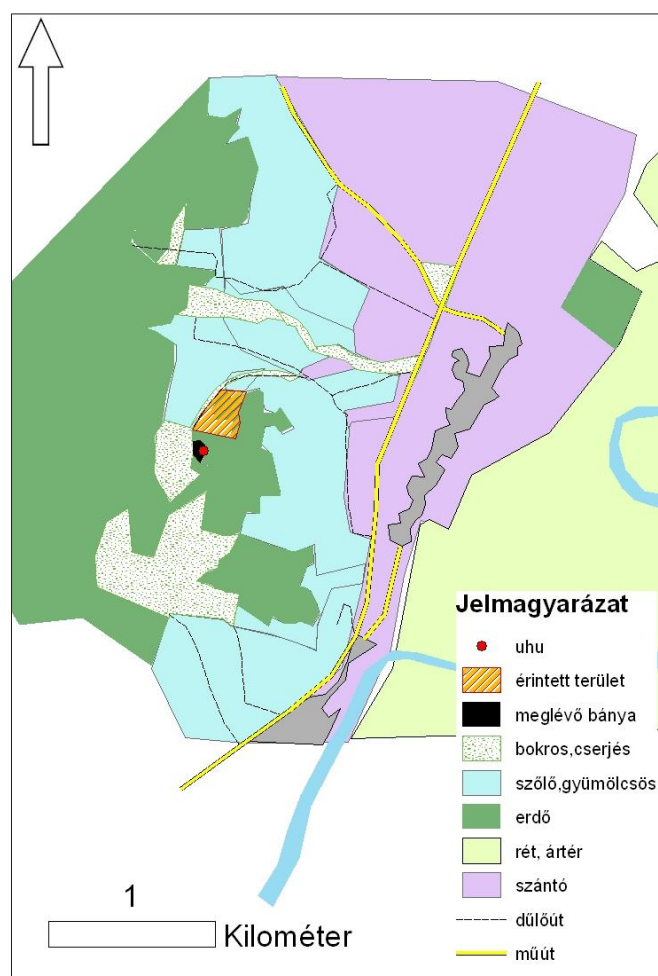 Jelmagyarázat
uhu
érintett terület
meglévő bánya
bokros,cserjés
szőlő,gyümölcsös
erdő
rét, ártér
szántó
dűlőút
műút
1
Kilométer